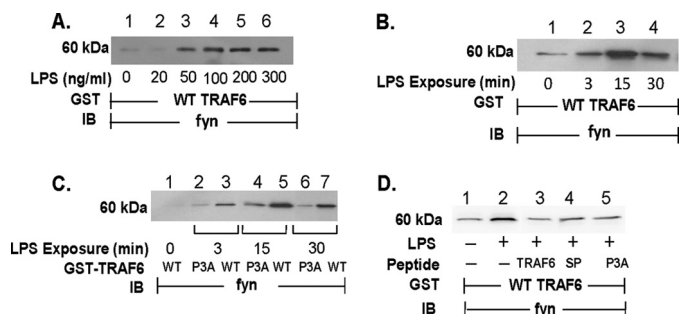 A.
1 2 3 4 5 6
60 kDa
LPS (ng/ml) 0 20 50 100 200 300
GST WT TRAF6
IB fyn
B.
1 2 3 4
60 kDa
LPS Exposure (min) 0 3 15 30
GST WT TRAF6
IB fyn
C.
1 2 3 4 5 6 7
60 kDa
LPS Exposure (min) 0 3 15 30
GST-TRAF6 WT P3A WT P3A WT P3A WT
IB fyn
D.
1 2 3 4 5
60 kDa
LPS – + + + +
Peptide – – TRAF6 SP P3A
GST WT TRAF6
IB fyn